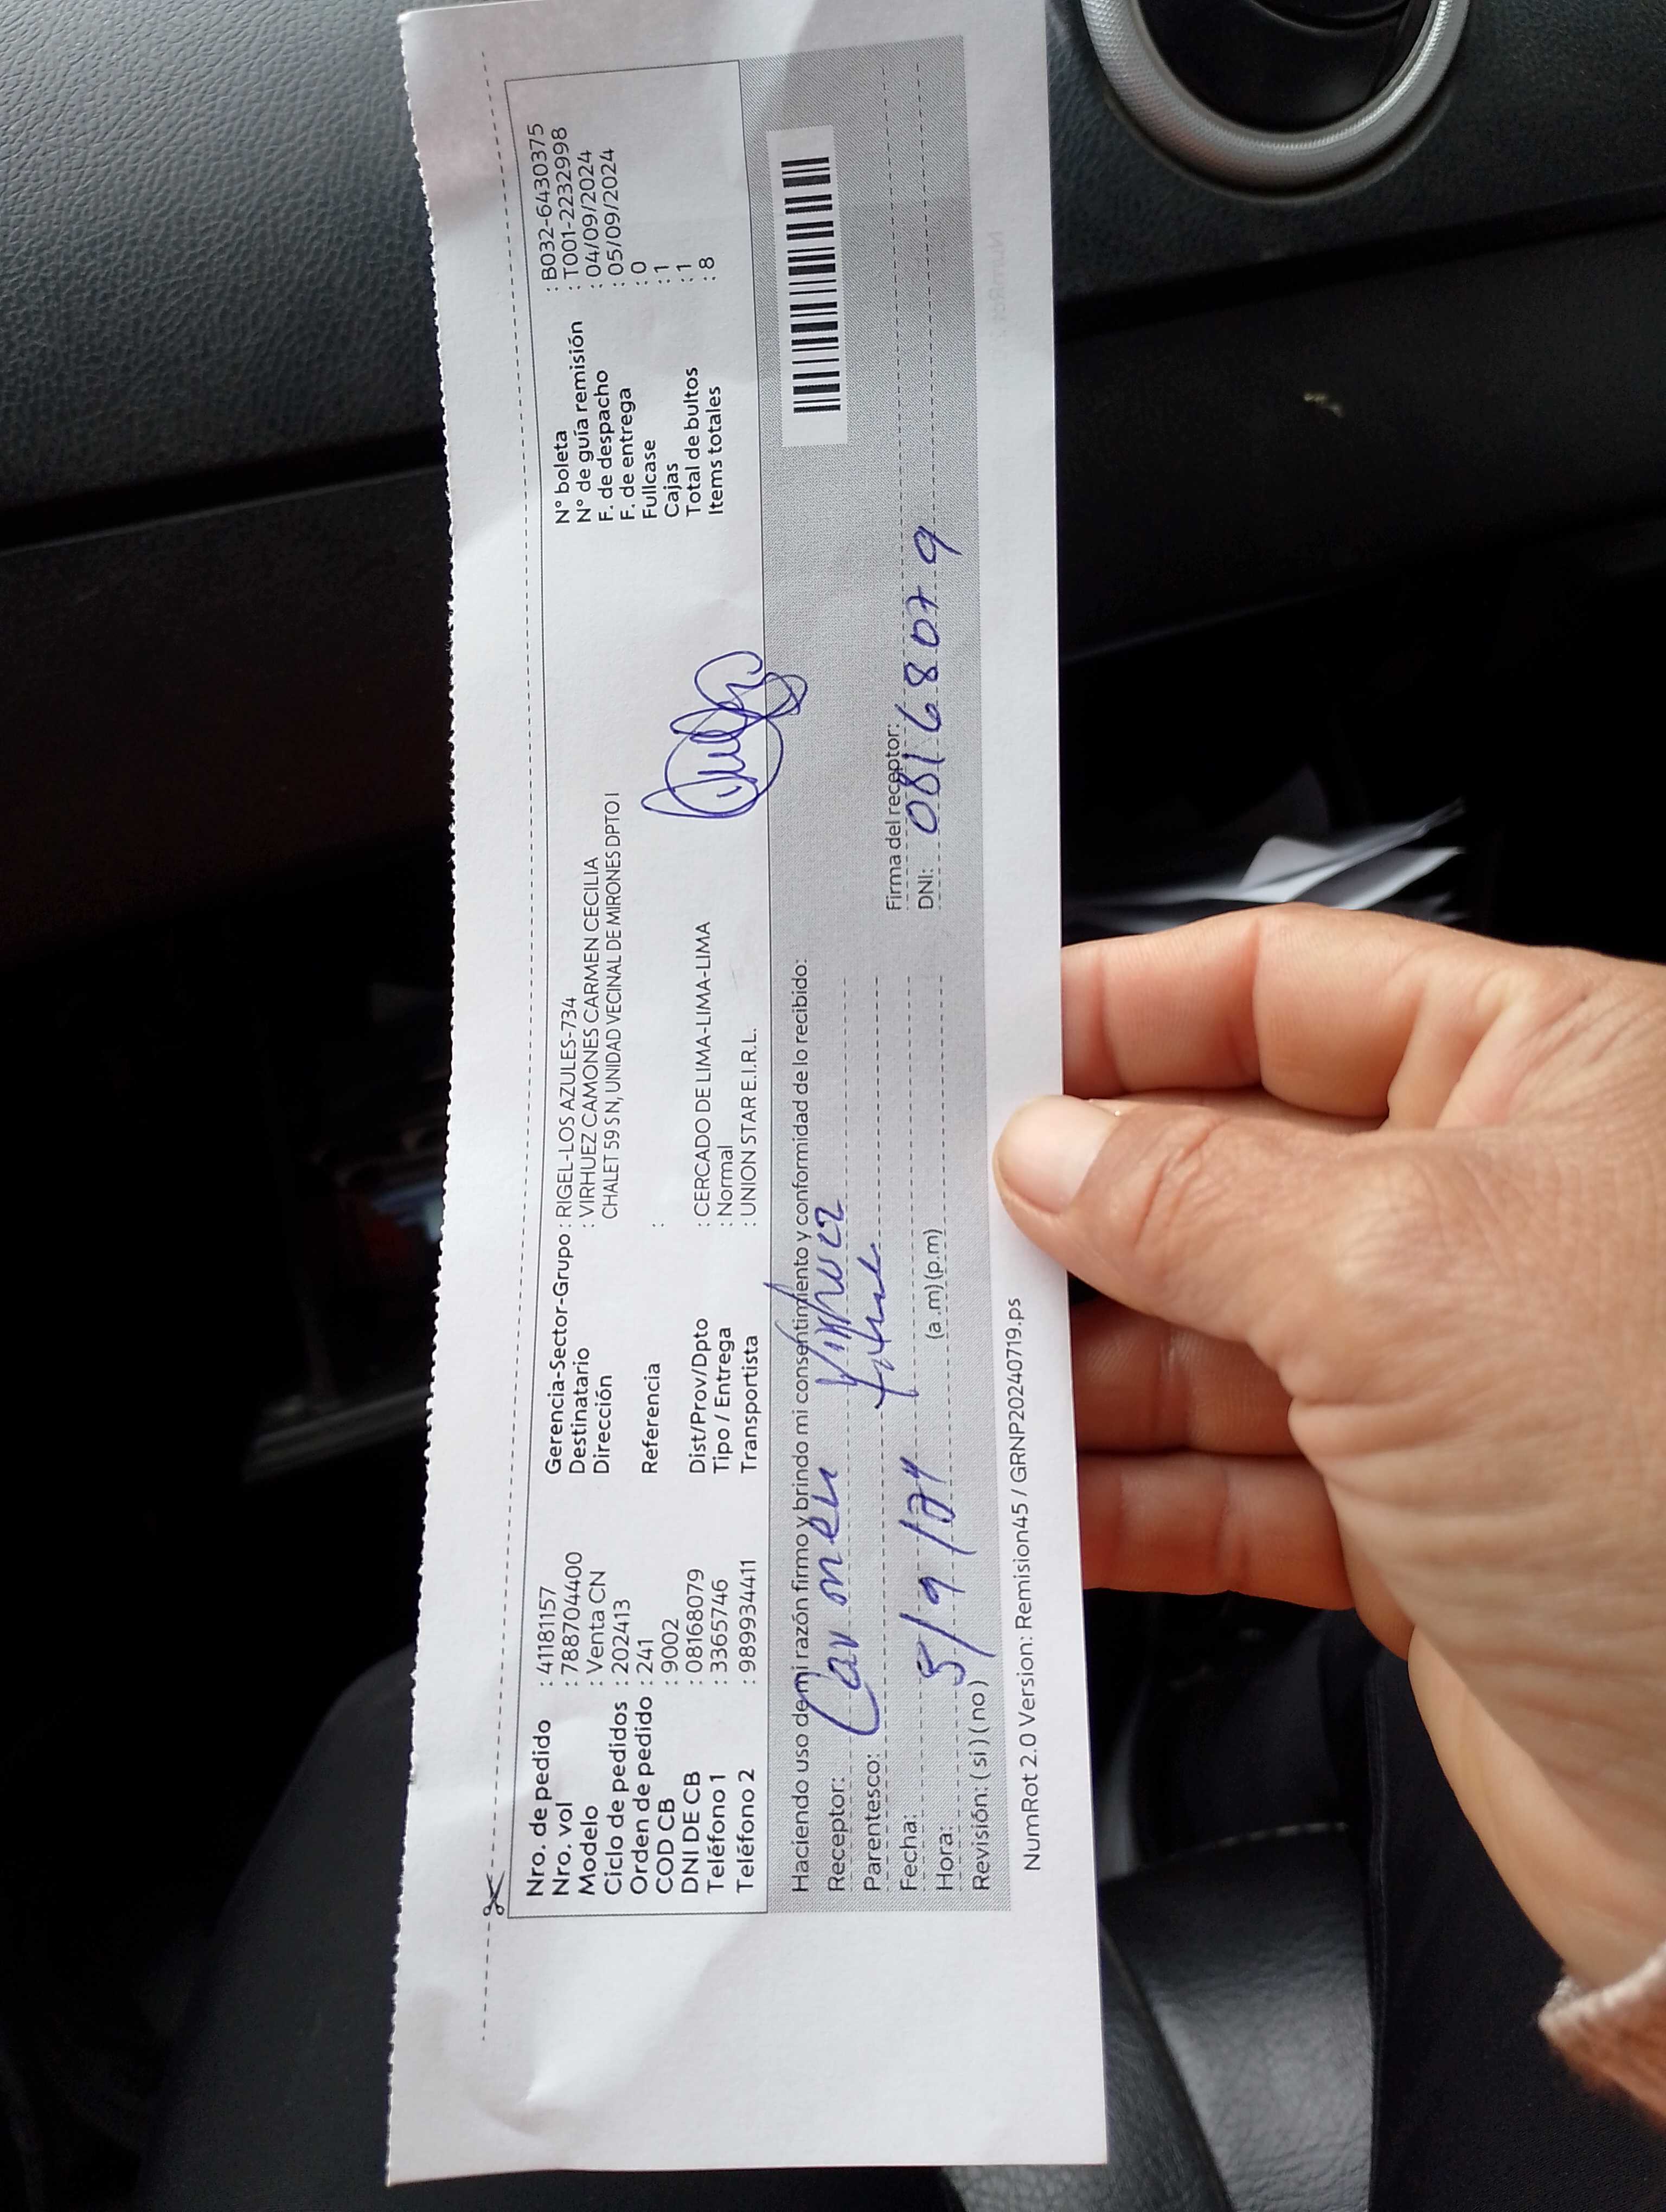 Nro. de pedido : 41181157
Nro. vol : 788704400
Modelo : Venta CN
Ciclo de pedidos : 202413
Orden de pedido : 241
COD CB : 9002
DNI DE CB : 08168079
Teléfono 1 : 3365746
Teléfono 2 : 989934411
Gerencia-Sector-Grupo : RIGEL-LOS AZULES-734
Destinatario : VIRHUEZ CAMONES CARMEN CECILIA
Dirección CHALET 59 S N, UNIDAD VECINAL DE MIRONES DPTO I
Referencia :
Dist/Prov/Dpto : CERCADO DE LIMA-LIMA-LIMA
Tipo / Entrega : Normal
Transportista : UNION STAR E.I.R.L.
N° boleta : B032-6430375
N° de guía remisión : T001-2232998
F. de despacho : 04/09/2024
F. de entrega : 05/09/2024
Fullcase : 0
Cajas : 1
Total de bultos : 1
Items totales : 8
Haciendo uso de mi razón firmo y brindo mi consentimiento y conformidad de lo recibido:
Receptor: Carmen Virhuez
Parentesco:
Fecha: 5/9/24
Hora: (a .m) (p.m)
Revisión: ( si ) ( no )
Firma del receptor:
DNI: 08168079
NumRot 2.0 Version: Remision45 / GRNP20240719.ps